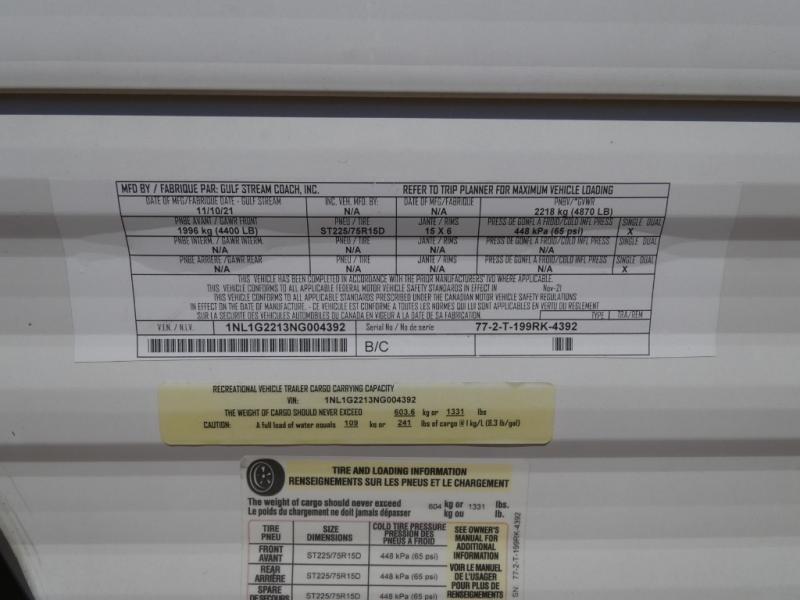 MFD BY / FABRIQUE PAR: GULF STREAM COACH, INC. REFER TO TRIP PLANNER FOR MAXIMUM VEHICLE LOADING
DATE OF MFG/FABRIQUE DATE - GULF STREAM INC. VEH. MFD. BY: DATE OF MFG/FABRIQUE PNBV/*GVWR
11/10/21 N/A N/A 2218 kg (4870 LB)
PNBE AVANT / GAWR FRONT PNEU / TIRE JANTE / RIMS PRESS DE GONFL A FROID/COLD INFL PRESS SINGLE DUAL
1996 kg (4400 LB) ST225/75R15D 15 X 6 448 kPa (65 psi) X
PNBE INTERM. / GAWR INTERM. PNEU / TIRE JANTE / RIMS PRESS DE GONFL A FROID/COLD INFL PRESS SINGLE DUAL
N/A N/A N/A N/A X
PNBE ARRIERE / GAWR REAR PNEU / TIRE JANTE / RIMS PRESS DE GONFL A FROID/COLD INFL PRESS SINGLE DUAL
N/A N/A N/A N/A X
THIS VEHICLE HAS BEEN COMPLETED IN ACCORDANCE WITH THE PRIOR MANUFACTURERS' IVD WHERE APPLICABLE.
THIS VEHICLE CONFORMS TO ALL APPLICABLE FEDERAL MOTOR VEHICLE SAFETY STANDARDS IN EFFECT IN Nov-21
THIS VEHICLE CONFORMS TO ALL APPLICABLE STANDARDS PRESCRIBED UNDER THE CANADIAN MOTOR VEHICLE SAFETY REGULATIONS
IN EFFECT ON THE DATE OF MANUFACTURE. - CE VEHICULE EST CONFORME A TOUTES LES NORMES QUI LUI SONT APPLICABLES EN VERTU DU REGLEMENT
SUR LA SECURITE DES VEHICULES AUTOMOBILES DU CANADA EN VIGEUR A LA DATE DE SA FABRICATION. TYPE TRA/REM
V.I.N. / N.I.V. 1NL1G2213NG004392 Serial No / No de serie 77-2-T-199RK-4392
B/C
RECREATIONAL VEHICLE TRAILER CARGO CARRYING CAPACITY
VIN: 1NL1G2213NG004392
THE WEIGHT OF CARGO SHOULD NEVER EXCEED 603.6 kg or 1331 lbs
CAUTION: A full load of water equals 109 kg or 241 lbs of cargo @ 1 kg/L (8.3 lb/gal)
TIRE AND LOADING INFORMATION
RENSEIGNEMENTS SUR LES PNEUS ET LE CHARGEMENT
The weight of cargo should never exceed 604 kg or 1331 lbs.
Le poids du chargement ne doit jamais dépasser kg ou lb.
TIRE PNEU SIZE DIMENSIONS COLD TIRE PRESSURE PRESSION DES PNEUS A FROID
FRONT AVANT ST225/75R15D 448 kPa (65 psi)
REAR ARRIÈRE ST225/75R15D 448 kPa (65 psi)
SPARE DE SECOURS ST225/75R15D 448 kPa (65 psi)
SEE OWNER'S
MANUAL FOR
ADDITIONAL
INFORMATION
VOIR LE MANUEL
DE L'USAGER
POUR PLUS DE
RENSEIGNEMENTS
SN: 77-2-T-199RK-4392